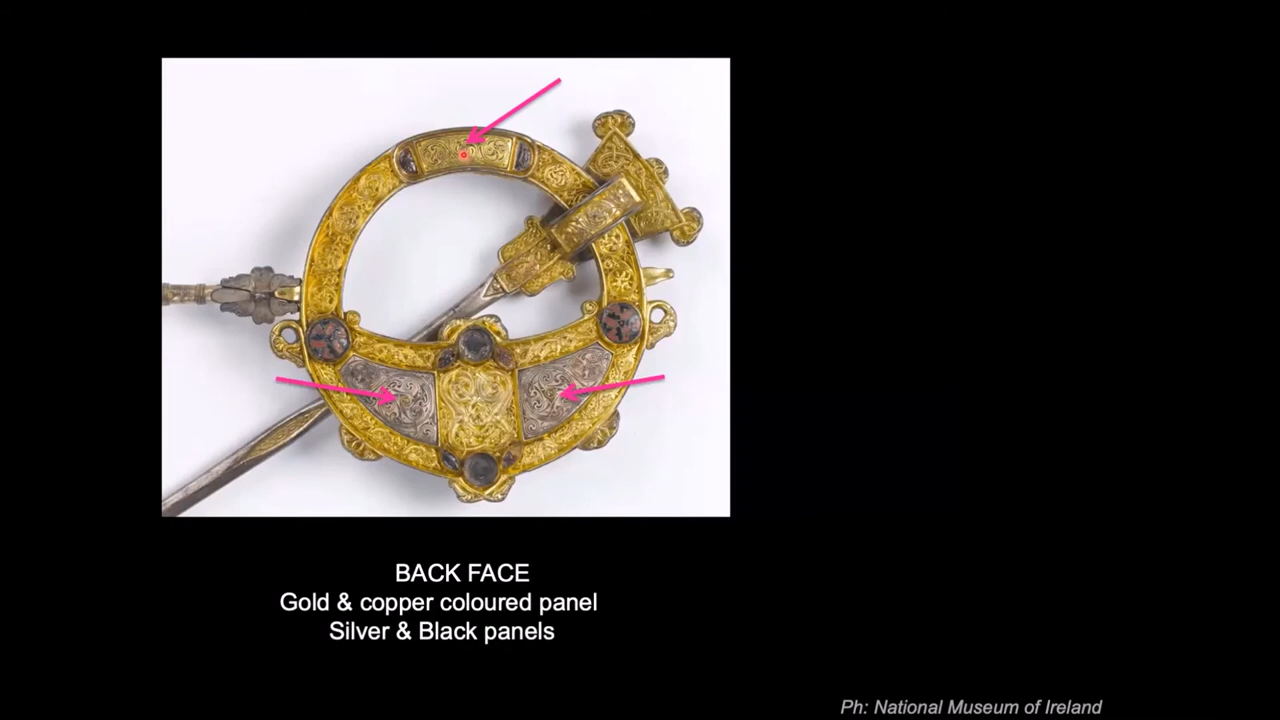 BACK FACE
Gold & copper coloured panel
Silver & Black panels
Ph: National Museum of Ireland